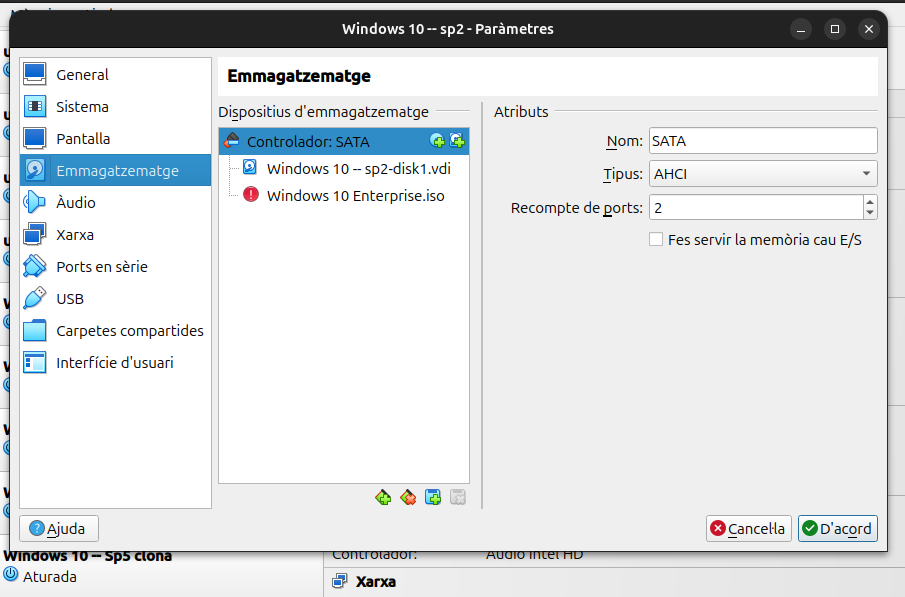 Windows 10 -- sp2 - Paràmetres
General
Sistema
Pantalla
Emmagatzematge
Àudio
Xarxa
Ports en sèrie
USB
Carpetes compartides
Interfície d'usuari
Emmagatzematge
Dispositius d'emmagatzematge
Controlador: SATA
Windows 10 -- sp2-disk1.vdi
Windows 10 Enterprise.iso
Atributs
Nom: SATA
Tipus: AHCI
Recompte de ports: 2
Fes servir la memòria cau E/S
Ajuda
Cancel·la
D'acord
Windows 10 -- Sp5 clona
Aturada
Controlador: Àudio Intel HD
Xarxa